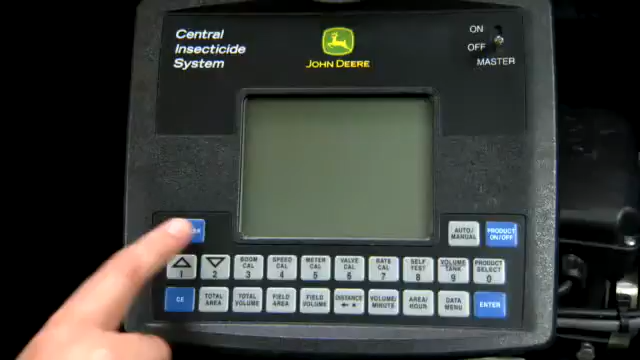 Central
Insecticide
System
JOHN DEERE
ON
OFF
MASTER
AUTO/
MANUAL
PRODUCT
ON/OFF
1
2
BOOM
CAL
3
SPEED
CAL
4
METER
CAL
5
VALVE
CAL
6
RATE
CAL
7
SELF
TEST
8
VOLUME
TANK
9
PRODUCT
SELECT
0
CE
TOTAL
AREA
TOTAL
VOLUME
FIELD
AREA
FIELD
VOLUME
DISTANCE
VOLUME/
MINUTE
AREA/
HOUR
DATA
MENU
ENTER